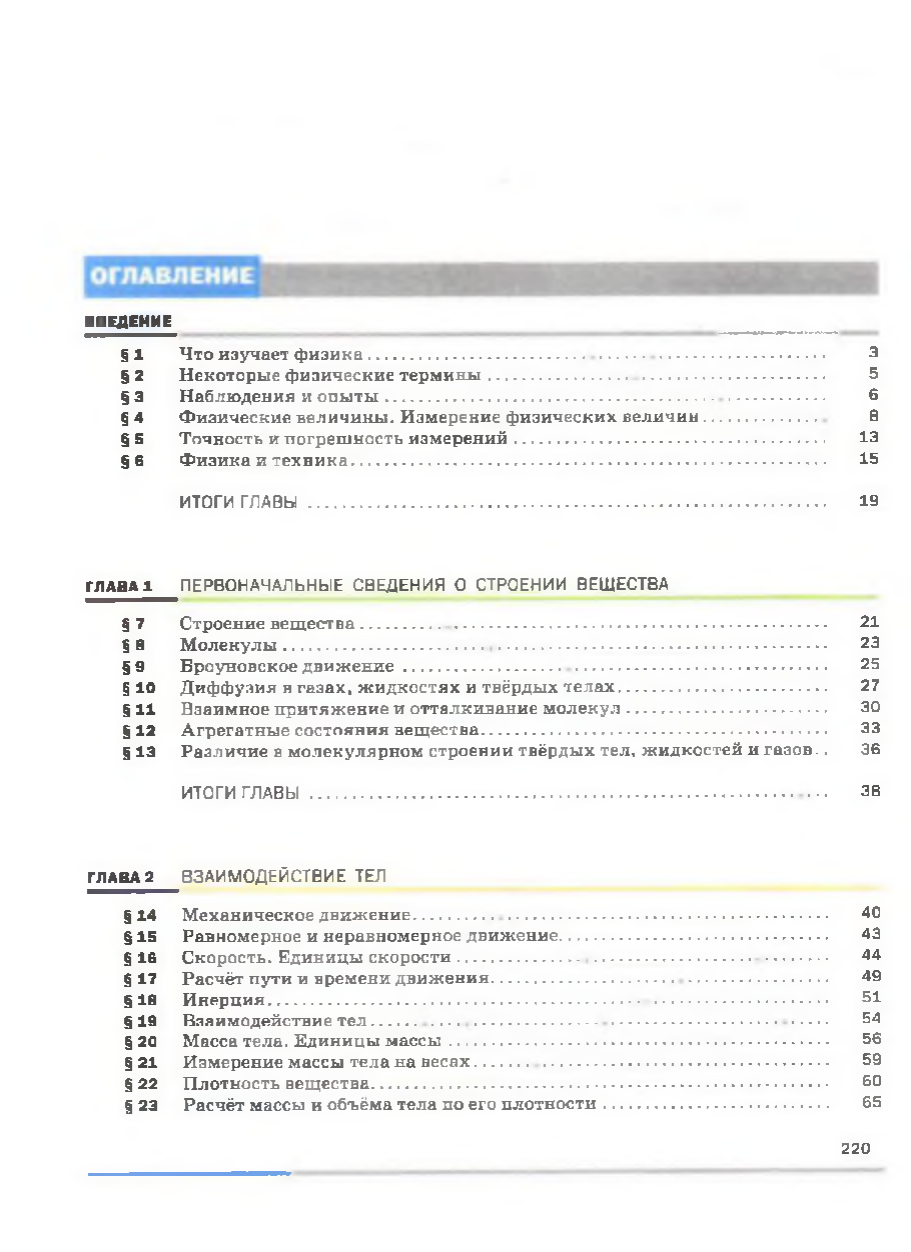 ОГЛАВЛЕНИЕ
ВВЕДЕНИЕ
§ 1 Что изучает физика 3
§ 2 Некоторые физические термины 5
§ 3 Наблюдения и опыты 6
§ 4 Физические величины. Измерение физических величин 8
§ 5 Точность и погрешность измерений 13
§ 6 Физика и техника 15
ИТОГИ ГЛАВЫ 19
ГЛАВА 1 ПЕРВОНАЧАЛЬНЫЕ СВЕДЕНИЯ О СТРОЕНИИ ВЕЩЕСТВА
§ 7 Строение вещества 21
§ 8 Молекулы 23
§ 9 Броуновское движение 25
§ 10 Диффузия в газах, жидкостях и твёрдых телах 27
§ 11 Взаимное притяжение и отталкивание молекул 30
§ 12 Агрегатные состояния вещества 33
§ 13 Различие в молекулярном строении твёрдых тел, жидкостей и газов 36
ИТОГИ ГЛАВЫ 38
ГЛАВА 2 ВЗАИМОДЕЙСТВИЕ ТЕЛ
§ 14 Механическое движение 40
§ 15 Равномерное и неравномерное движение 43
§ 16 Скорость. Единицы скорости 44
§ 17 Расчёт пути и времени движения 49
§ 18 Инерция 51
§ 19 Взаимодействие тел 54
§ 20 Масса тела. Единицы массы 56
§ 21 Измерение массы тела на весах 59
§ 22 Плотность вещества 60
§ 23 Расчёт массы и объёма тела по его плотности 65
220